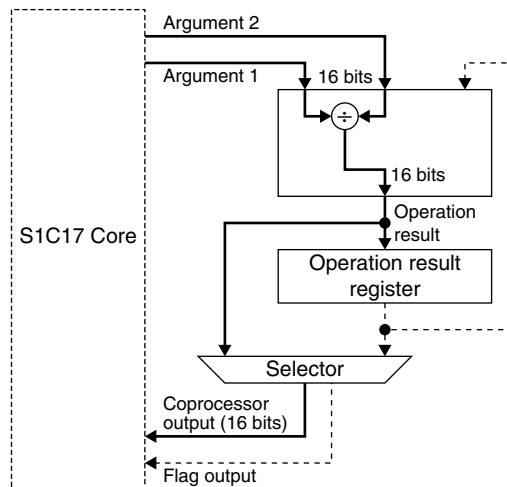 Argument 2
Argument 1
16 bits
÷
16 bits
S1C17 Core
Operation
result
Operation result
register
Selector
Coprocessor
output (16 bits)
Flag output